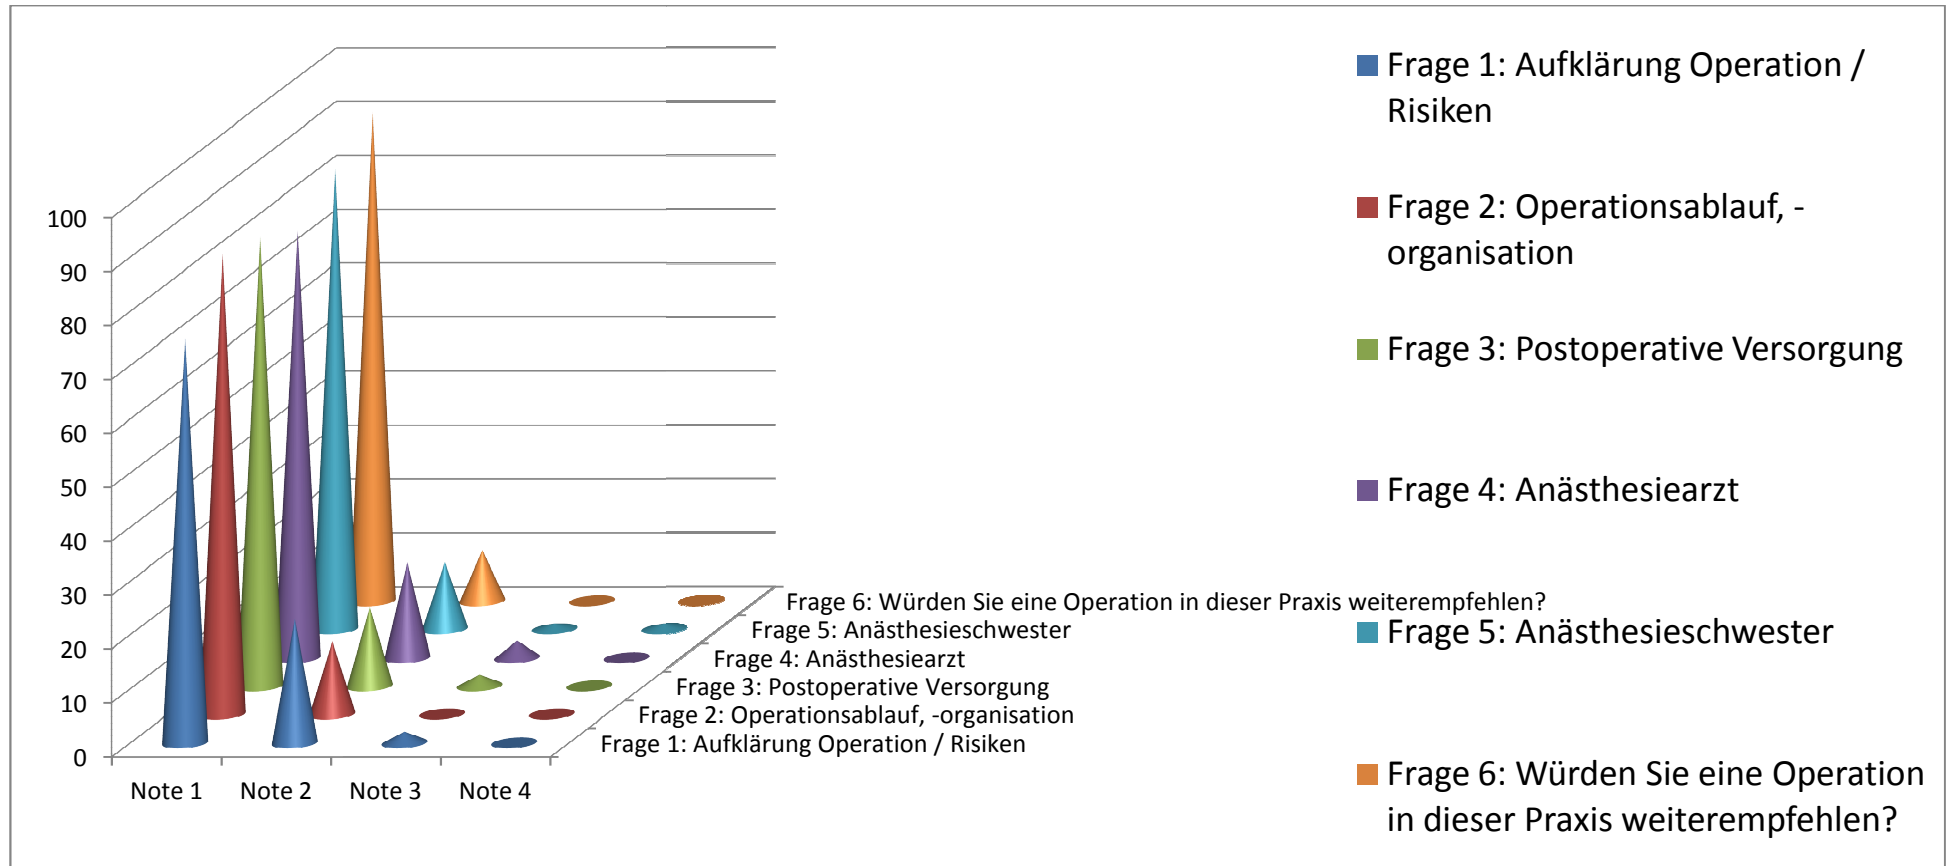 100
90
80
70
60
50
40
30
20
10
0
Note 1
Note 2
Note 3
Note 4
Frage 6: Würden Sie eine Operation in dieser Praxis weiterempfehlen?
Frage 5: Anästhesieschwester
Frage 4: Anästhesiearzt
Frage 3: Postoperative Versorgung
Frage 2: Operationsablauf, -organisation
Frage 1: Aufklärung Operation / Risiken
Frage 1: Aufklärung Operation /
Risiken
Frage 2: Operationsablauf, -
organisation
Frage 3: Postoperative Versorgung
Frage 4: Anästhesiearzt
Frage 5: Anästhesieschwester
Frage 6: Würden Sie eine Operation
in dieser Praxis weiterempfehlen?